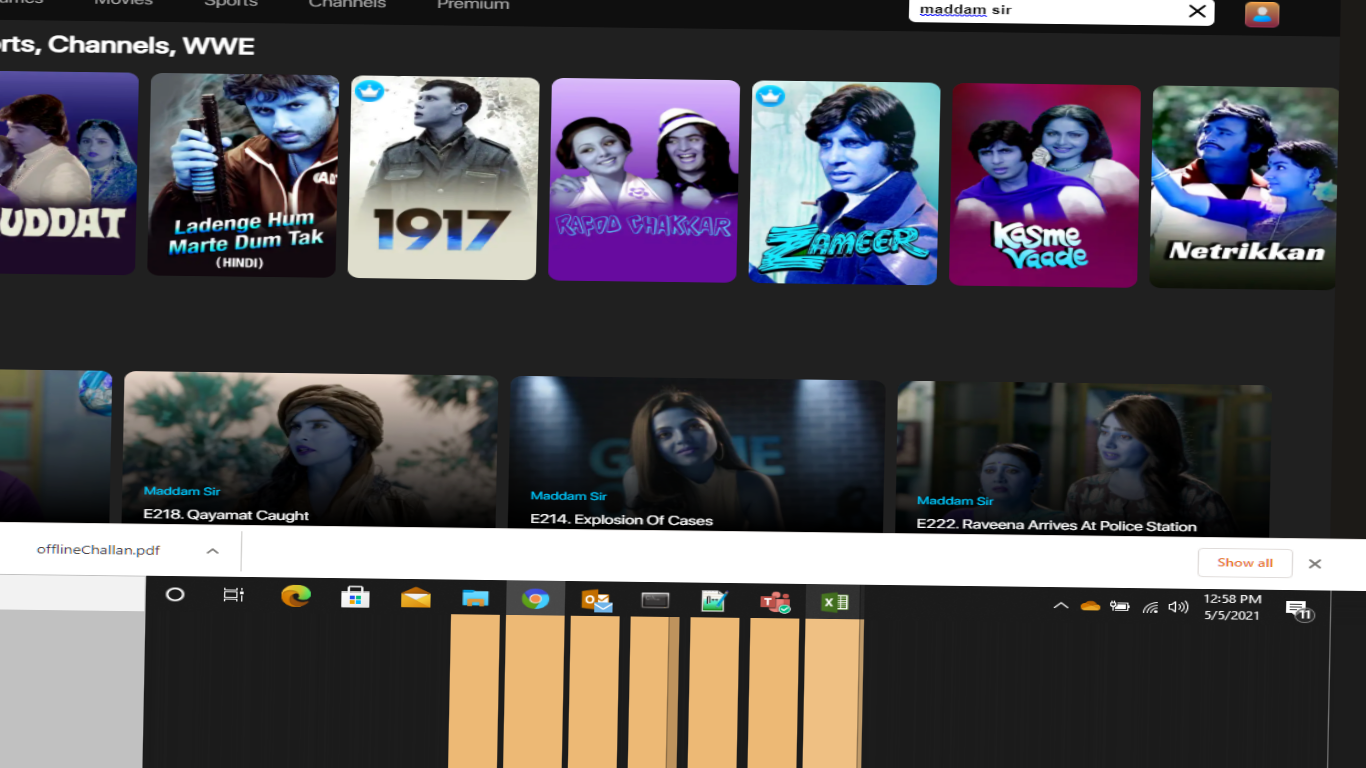 Movies
Sports
Channels
Premium
maddam sir
rts, Channels, WWE
UDDAT
Ladenge Hum
Marte Dum Tak
(HINDI)
1917
RAFOO CHAKKAR
ZAMEER
Kasme
Vaade
Netrikkan
Maddam Sir
E218. Qayamat Caught
Maddam Sir
E214. Explosion Of Cases
Maddam Sir
E222. Raveena Arrives At Police Station
offlineChallan.pdf
Show all
12:58 PM
5/5/2021
11